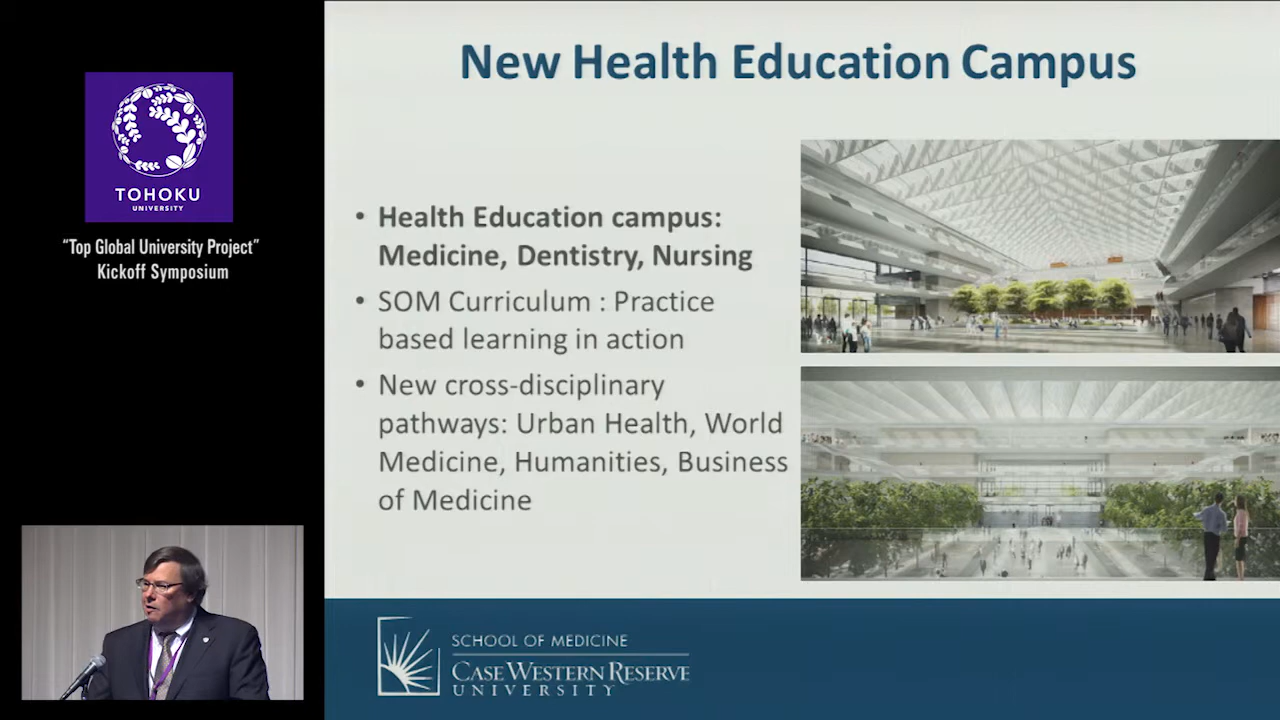 New Health Education Campus
TOHOKU
UNIVERSITY
“Top Global University Project”
Kickoff Symposium
• Health Education campus:
Medicine, Dentistry, Nursing
• SOM Curriculum : Practice
based learning in action
• New cross-disciplinary
pathways: Urban Health, World
Medicine, Humanities, Business
of Medicine
SCHOOL OF MEDICINE
CASE WESTERN RESERVE
UNIVERSITY